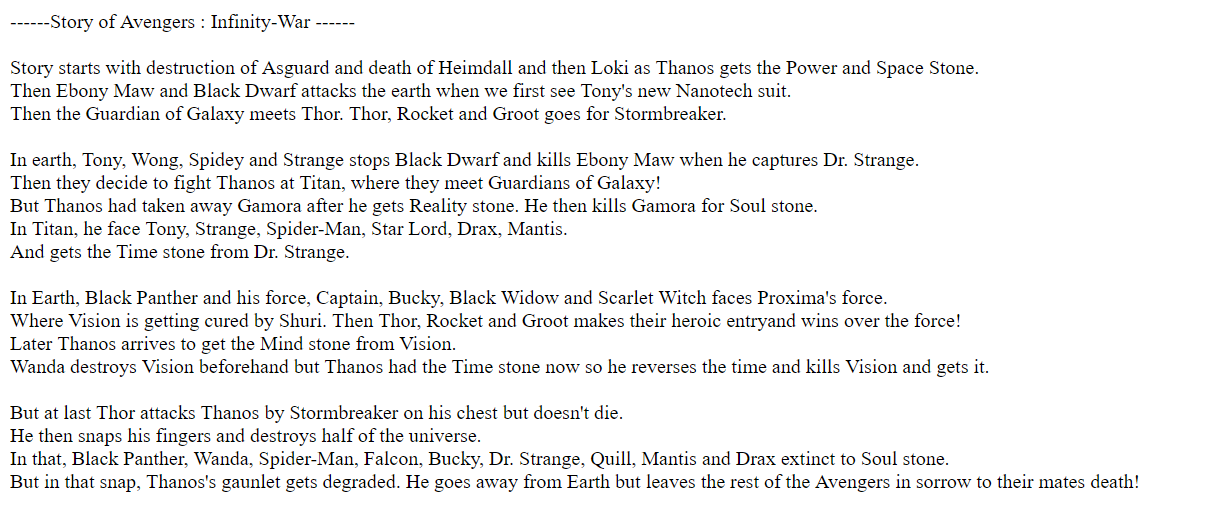 ------Story of Avengers : Infinity-War ------
Story starts with destruction of Asguard and death of Heimdall and then Loki as Thanos gets the Power and Space Stone.
Then Ebony Maw and Black Dwarf attacks the earth when we first see Tony's new Nanotech suit.
Then the Guardian of Galaxy meets Thor. Thor, Rocket and Groot goes for Stormbreaker.
In earth, Tony, Wong, Spidey and Strange stops Black Dwarf and kills Ebony Maw when he captures Dr. Strange.
Then they decide to fight Thanos at Titan, where they meet Guardians of Galaxy!
But Thanos had taken away Gamora after he gets Reality stone. He then kills Gamora for Soul stone.
In Titan, he face Tony, Strange, Spider-Man, Star Lord, Drax, Mantis.
And gets the Time stone from Dr. Strange.
In Earth, Black Panther and his force, Captain, Bucky, Black Widow and Scarlet Witch faces Proxima's force.
Where Vision is getting cured by Shuri. Then Thor, Rocket and Groot makes their heroic entryand wins over the force!
Later Thanos arrives to get the Mind stone from Vision.
Wanda destroys Vision beforehand but Thanos had the Time stone now so he reverses the time and kills Vision and gets it.
But at last Thor attacks Thanos by Stormbreaker on his chest but doesn't die.
He then snaps his fingers and destroys half of the universe.
In that, Black Panther, Wanda, Spider-Man, Falcon, Bucky, Dr. Strange, Quill, Mantis and Drax extinct to Soul stone.
But in that snap, Thanos's gaunlet gets degraded. He goes away from Earth but leaves the rest of the Avengers in sorrow to their mates death!